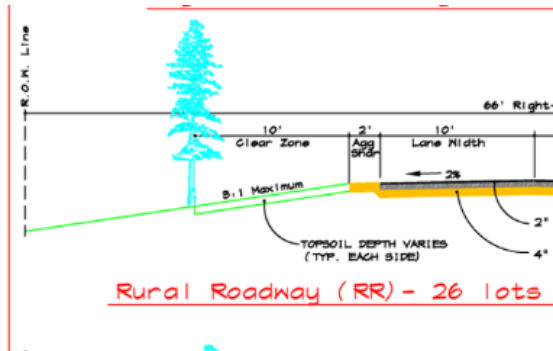 R.O.W. Line
66' Right-
10'
2'
10'
Clear Zone
Agg
Shdr
Lane Width
2%
8:1 Maximum
2"
TOPSOIL DEPTH VARIES
(TYP. EACH SIDE)
4"
Rural Roadway (RR) - 26 lots